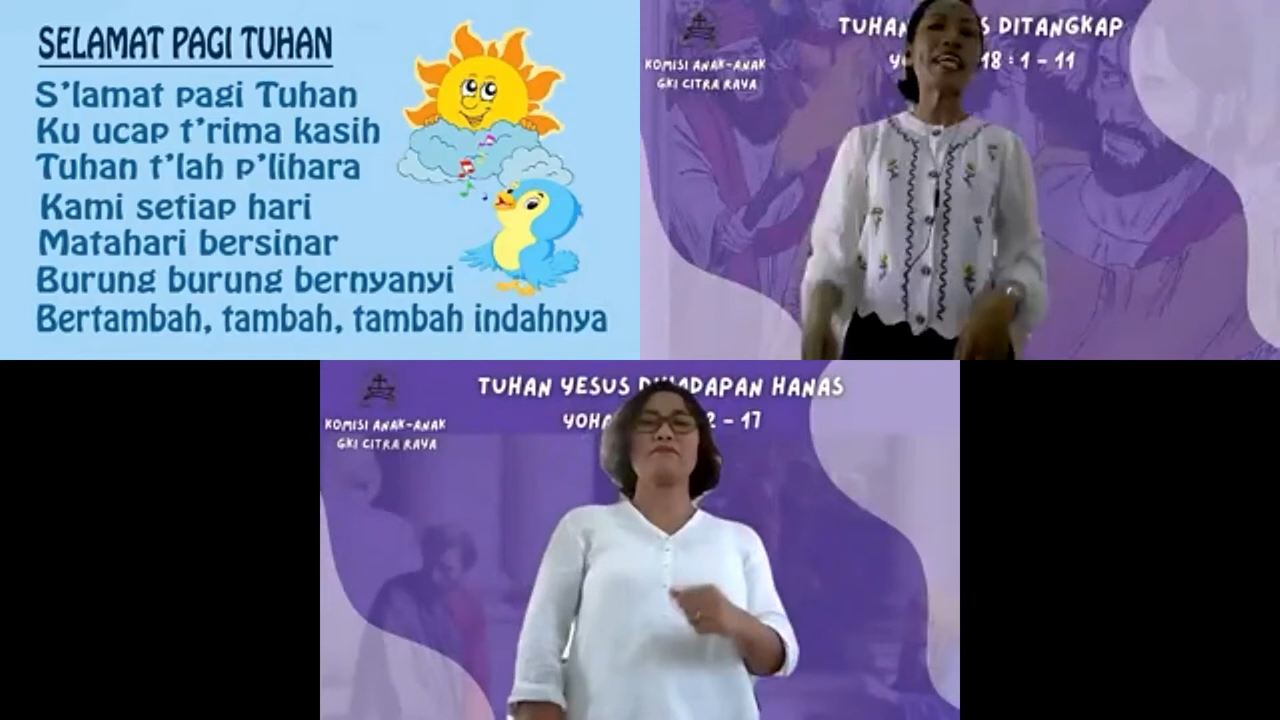 SELAMAT PAGI TUHAN
S'lamat pagi Tuhan
Ku ucap t'rima kasih
Tuhan t'lah p'lihara
Kami setiap hari
Matahari bersinar
Burung burung bernyanyi
Bertambah, tambah, tambah indahnya
TUHAN DITANGKAP
18 : 1 - 11
KOMISI ANAK-ANAK
GKI CITRA RAYA
TUHAN YESUS HANAS
- 17
KOMISI ANAK-ANAK
GKI CITRA RAYA